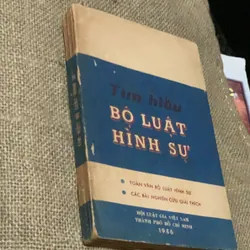 Tìm hiểu
BỘ LUẬT
HÌNH SỰ
• TOÀN VĂN BỘ LUẬT HÌNH SỰ
• CÁC BÀI NGHIÊN CỨU GIẢI THÍCH
HỘI LUẬT GIA VIỆT NAM
THÀNH PHỐ HỒ CHÍ MINH
1986